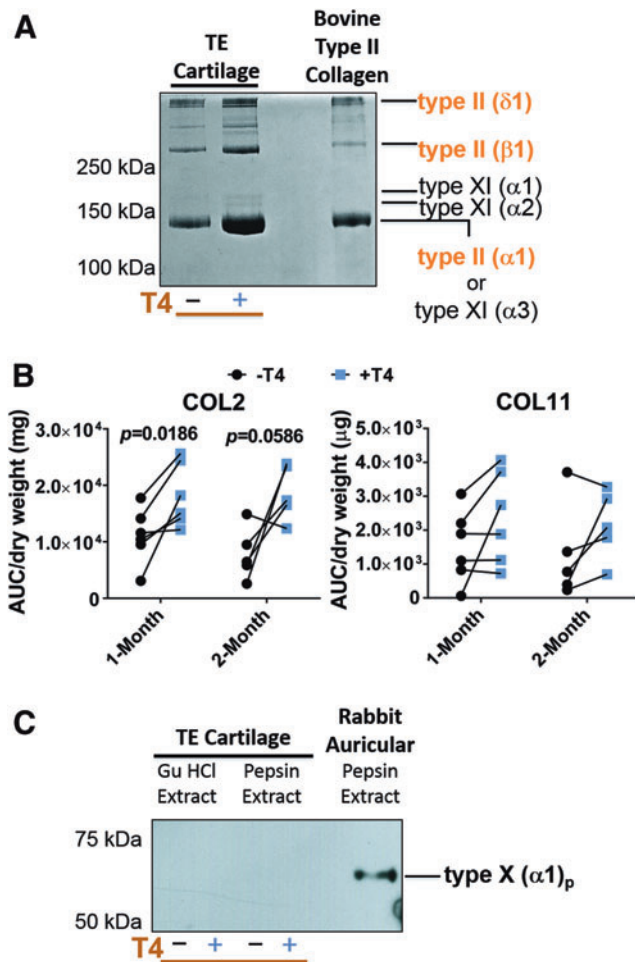 A
TE
Cartilage
Bovine
Type II
Collagen
type II (δ1)
type II (β1)
250 kDa
type XI (α1)
150 kDa
type XI (α2)
100 kDa
type II (α1)
or
type XI (α3)
T4 − +
B
-T4 +T4
COL2
COL11
AUC/dry weight (mg)
3.0×10⁴
2.0×10⁴
1.0×10⁴
0
p=0.0186 p=0.0586
1-Month 2-Month
AUC/dry weight (μg)
5.0×10³
4.0×10³
3.0×10³
2.0×10³
1.0×10³
0
1-Month 2-Month
C
TE Cartilage
Gu HCl
Extract
Pepsin
Extract
Rabbit
Auricular
Pepsin
Extract
75 kDa
type X (α1)p
50 kDa
T4 − + − +